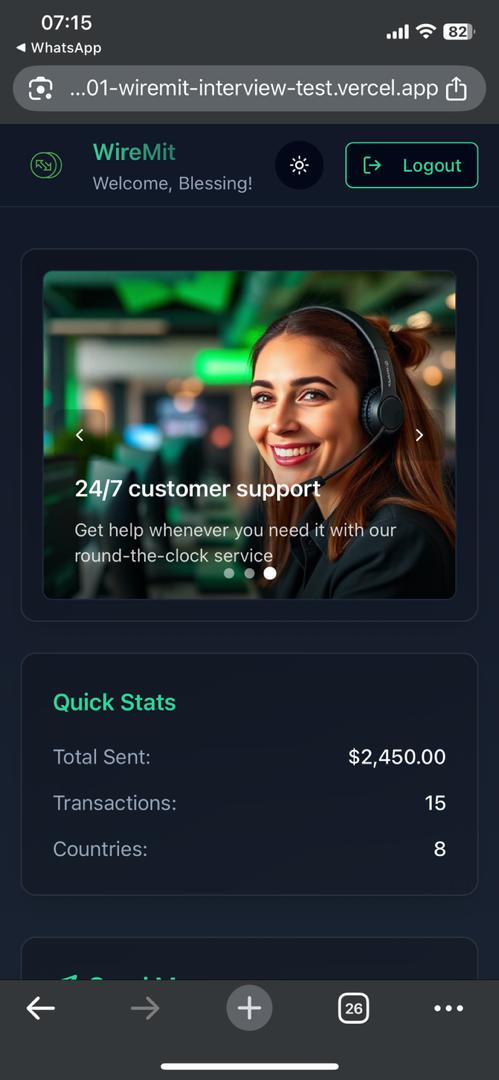 07:15
82
WhatsApp
...01-wiremit-interview-test.vercel.app
WireMit
Welcome, Blessing!
Logout
24/7 customer support
Get help whenever you need it with our
round-the-clock service
Quick Stats
Total Sent:
$2,450.00
Transactions:
15
Countries:
8
26